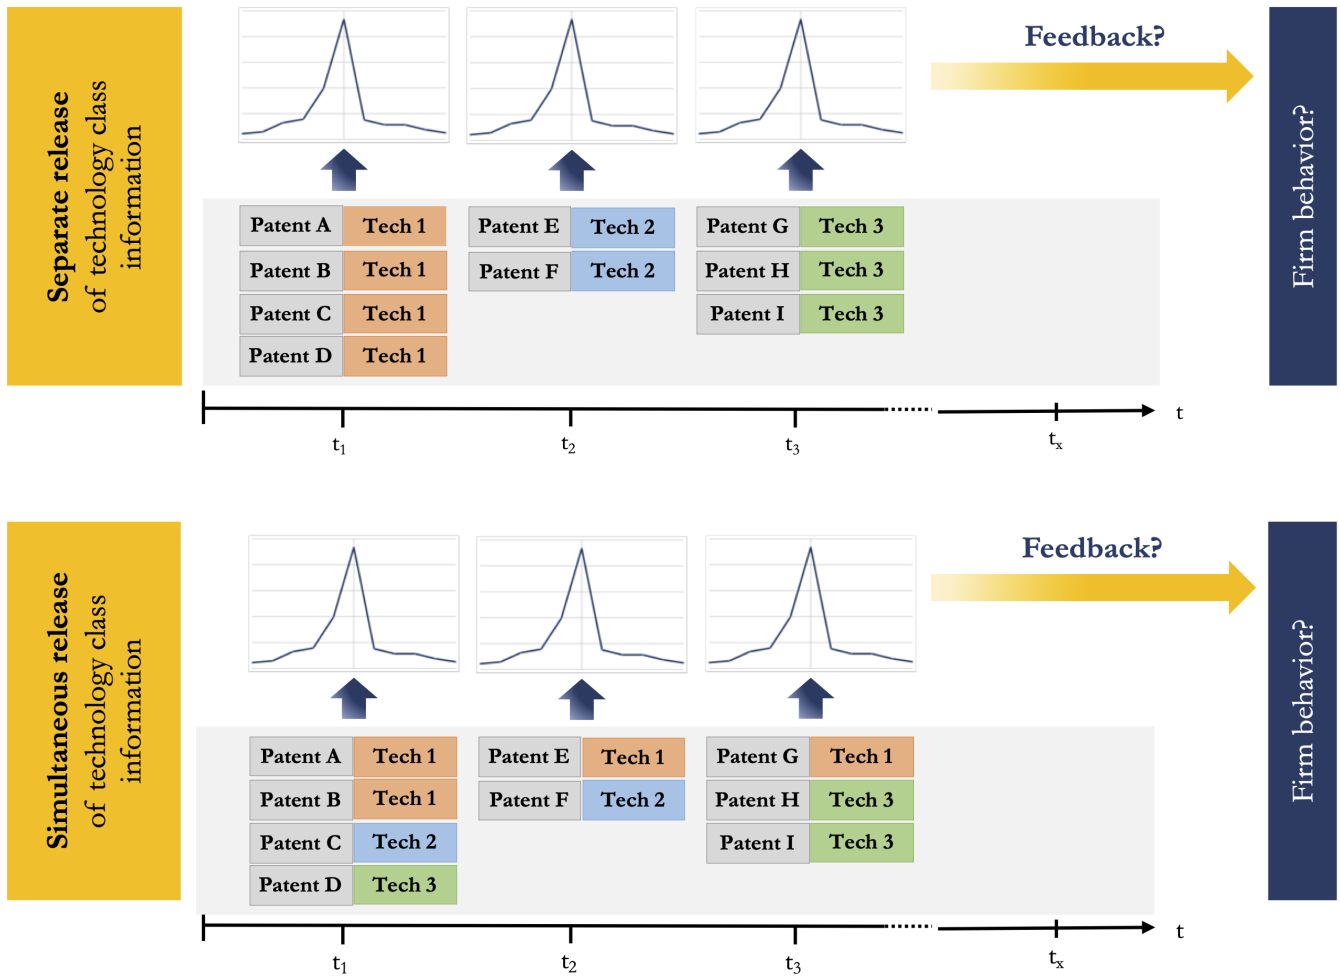 Separate release
of technology class
information
Feedback?
Firm behavior?
Patent A Tech 1
Patent B Tech 1
Patent C Tech 1
Patent D Tech 1
Patent E Tech 2
Patent F Tech 2
Patent G Tech 3
Patent H Tech 3
Patent I Tech 3
t1 t2 t3 tx t
Simultaneous release
of technology class
information
Feedback?
Firm behavior?
Patent A Tech 1
Patent B Tech 1
Patent C Tech 2
Patent D Tech 3
Patent E Tech 1
Patent F Tech 2
Patent G Tech 1
Patent H Tech 3
Patent I Tech 3
t1 t2 t3 tx t